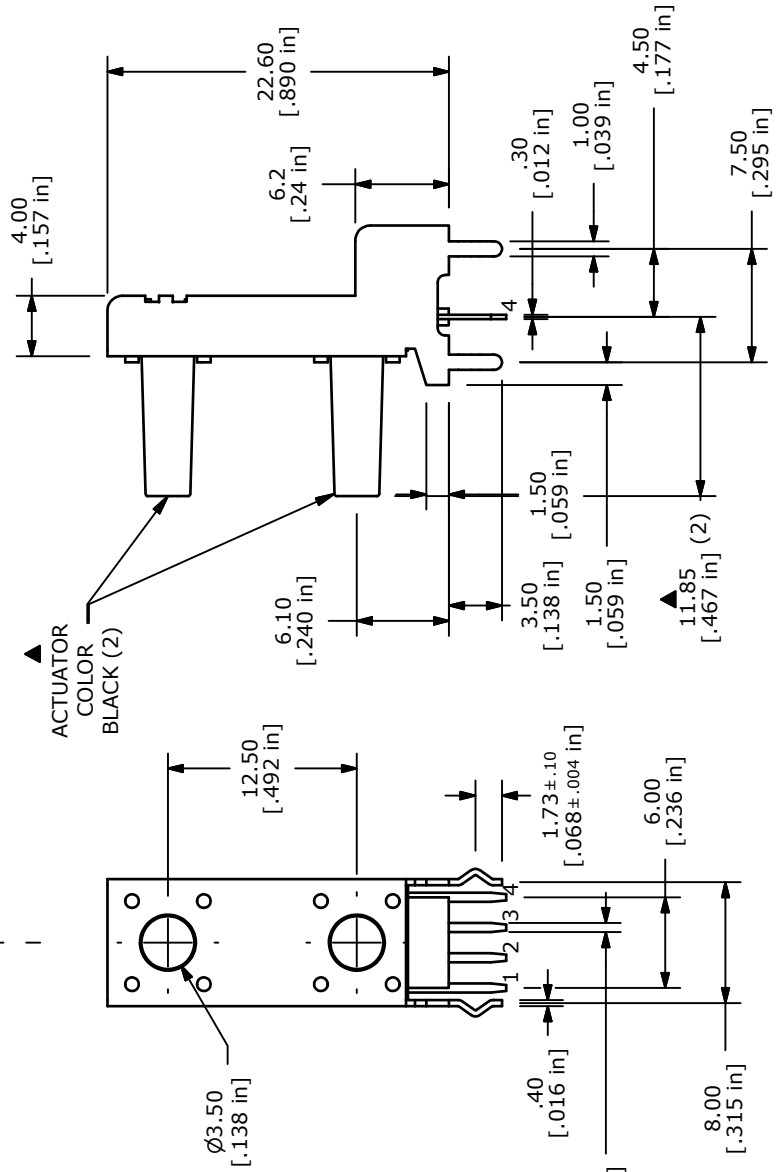 4.00
[.157 in]
22.60
[.890 in]
6.2
[.24 in]
.30
[.012 in]
1.00
[.039 in]
4.50
[.177 in]
7.50
[.295 in]
4
ACTUATOR
COLOR
BLACK (2)
6.10
[.240 in]
3.50
[.138 in]
1.50
[.059 in]
1.50
[.059 in]
11.85
[.467 in] (2)
12.50
[.492 in]
1.73±.10
[.068±.004 in]
6.00
[.236 in]
1
2
3
4
Ø3.50
[.138 in]
.40
[.016 in]
8.00
[.315 in]
]